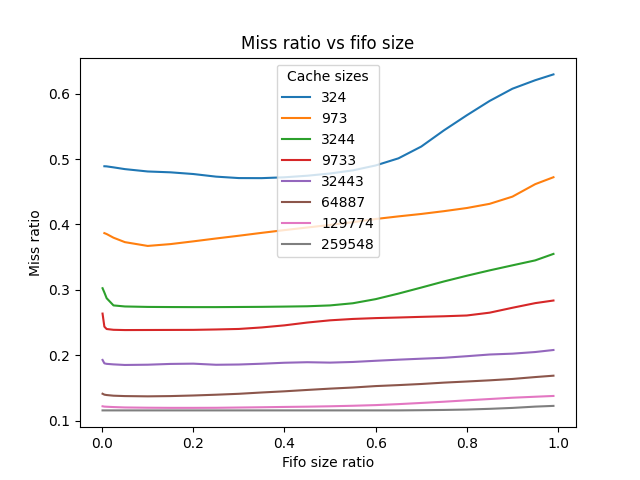 Miss ratio vs fifo size
Cache sizes
324
973
3244
9733
32443
64887
129774
259548
Miss ratio
0.6
0.5
0.4
0.3
0.2
0.1
0.0 0.2 0.4 0.6 0.8 1.0
Fifo size ratio